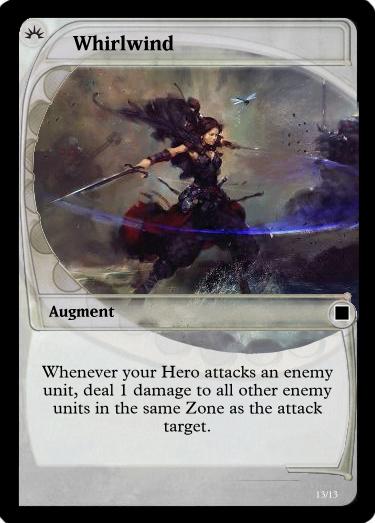 Whirlwind
Augment
Whenever your Hero attacks an enemy
unit, deal 1 damage to all other enemy
units in the same Zone as the attack
target.
13/13